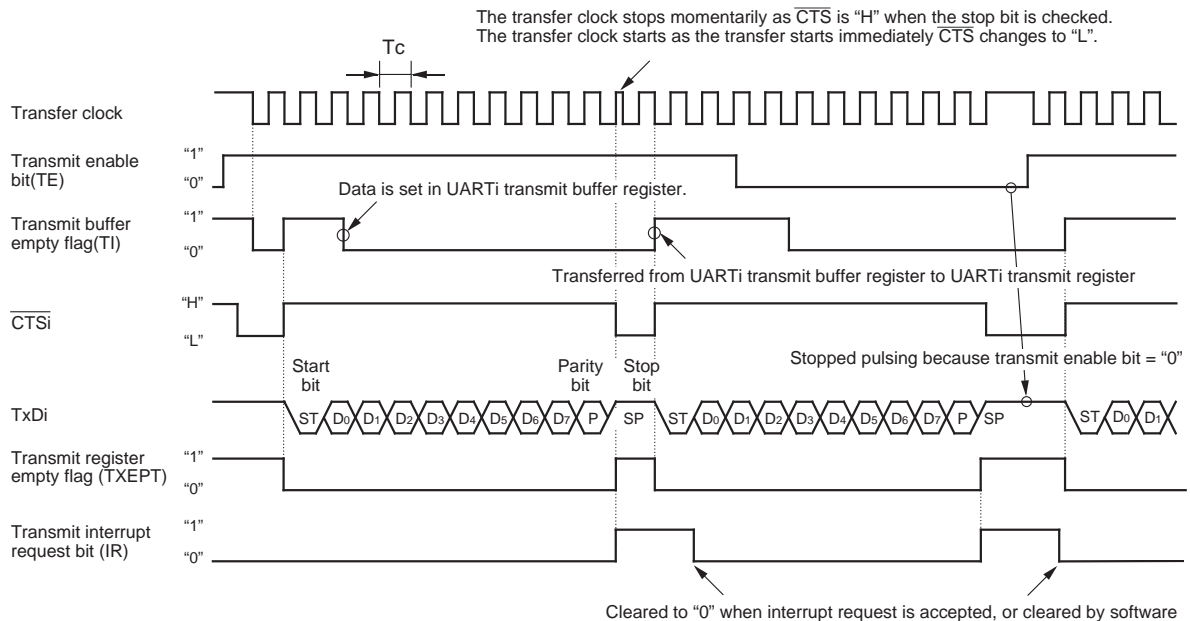 The transfer clock stops momentarily as CTS is “H” when the stop bit is checked.
The transfer clock starts as the transfer starts immediately CTS changes to “L”.
Tc
Transfer clock
Transmit enable
bit(TE)
“1”
“0”
Data is set in UARTi transmit buffer register.
Transmit buffer
empty flag(TI)
“1”
“0”
Transferred from UARTi transmit buffer register to UARTi transmit register
CTSi
“H”
“L”
Stopped pulsing because transmit enable bit = “0”
Start
bit
Parity
bit
Stop
bit
TxDi
ST D0 D1 D2 D3 D4 D5 D6 D7 P SP ST D0 D1 D2 D3 D4 D5 D6 D7 P SP ST D0 D1
Transmit register
empty flag (TXEPT)
“1”
“0”
Transmit interrupt
request bit (IR)
“1”
“0”
Cleared to “0” when interrupt request is accepted, or cleared by software